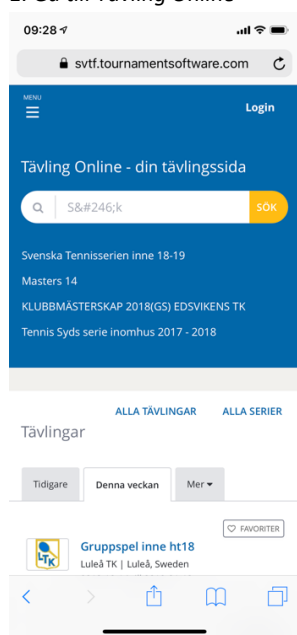 2. Gå till Tävling Online
09:28
svtf.tournamentsoftware.com
MENU
Login
Tävling Online - din tävlingssida
S&#246;k
SÖK
Svenska Tennisserien inne 18-19
Masters 14
KLUBBMÄSTERSKAP 2018(GS) EDSVIKENS TK
Tennis Syds serie inomhus 2017 - 2018
ALLA TÄVLINGAR ALLA SERIER
Tävlingar
Tidigare Denna veckan Mer
FAVORITER
LTK
Gruppspel inne ht18
Luleå TK | Luleå, Sweden